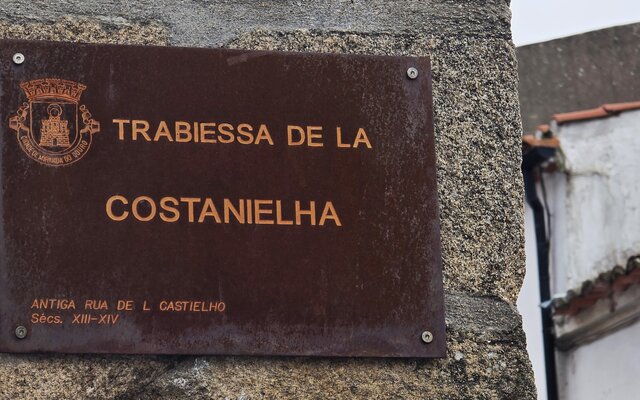 TRABIESSA DE LA
COSTANIELHA
ANTIGA RUA DE L CASTIELHO
Sécs. XIII-XIV